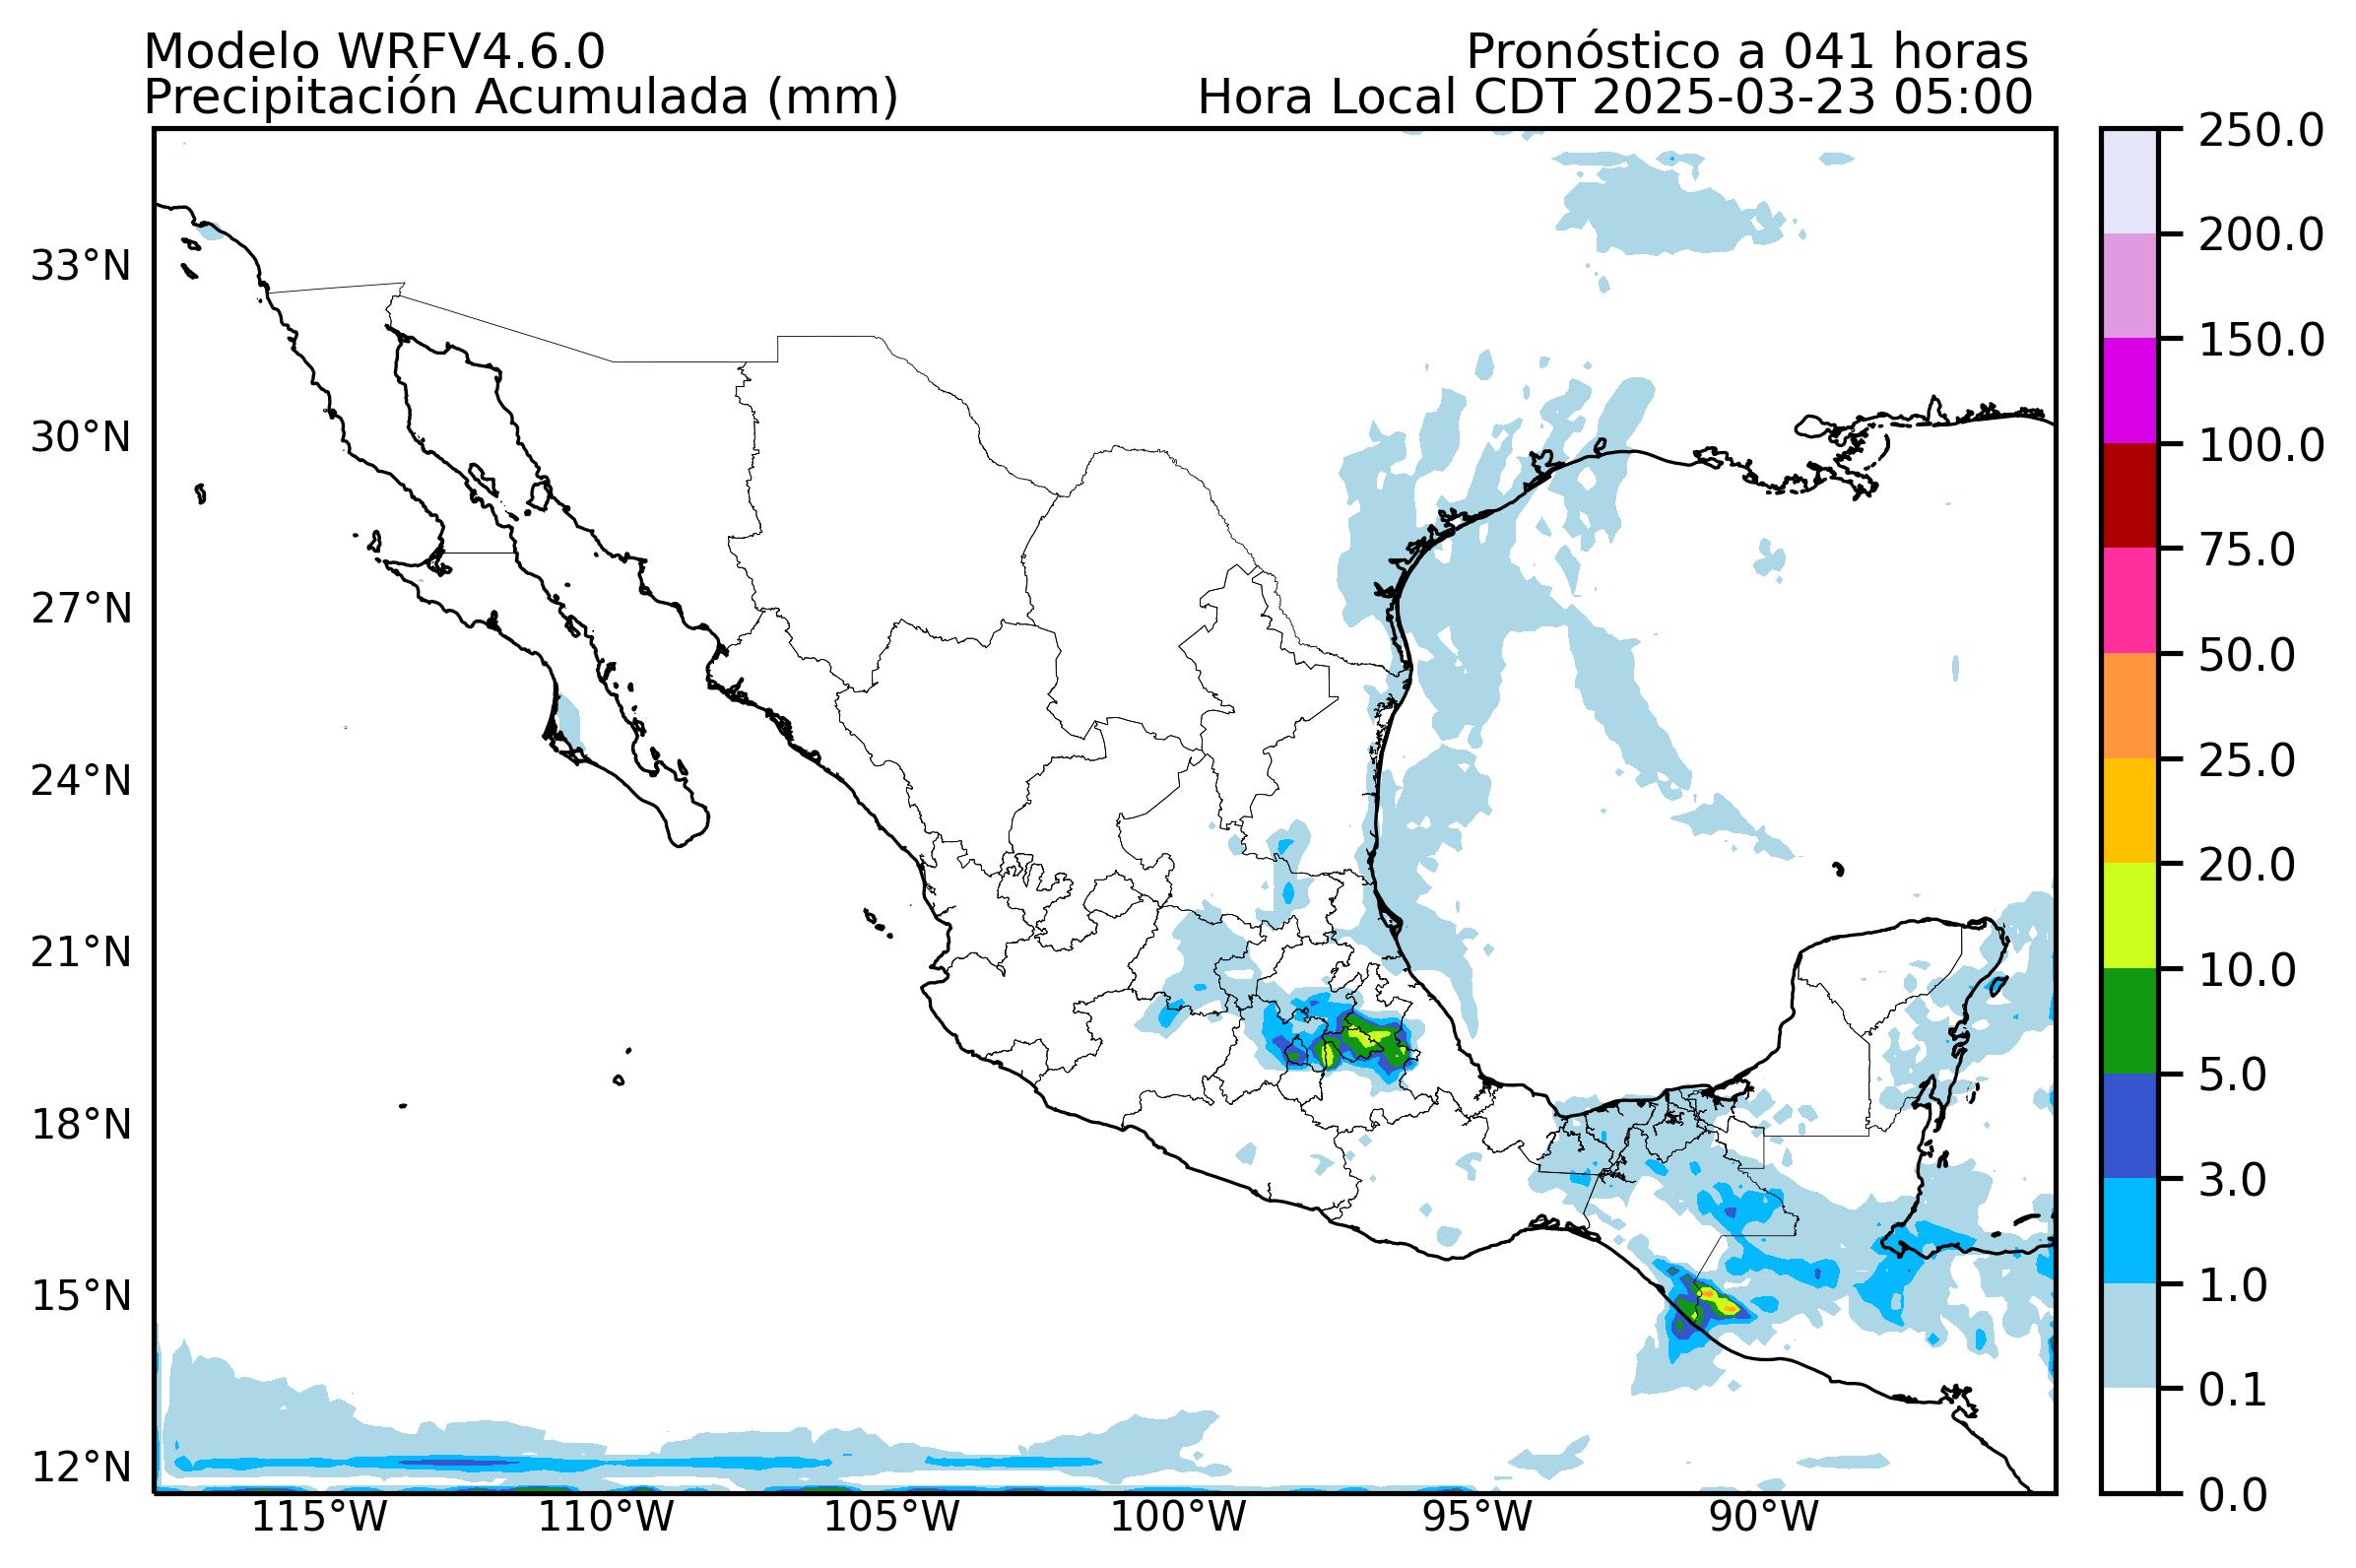 Modelo WRFV4.6.0
Pronóstico a 041 horas
Precipitación Acumulada (mm)
Hora Local CDT 2025-03-23 05:00
33°N
30°N
27°N
24°N
21°N
18°N
15°N
12°N
115°W
110°W
105°W
100°W
95°W
90°W
250.0
200.0
150.0
100.0
75.0
50.0
25.0
20.0
10.0
5.0
3.0
1.0
0.1
0.0